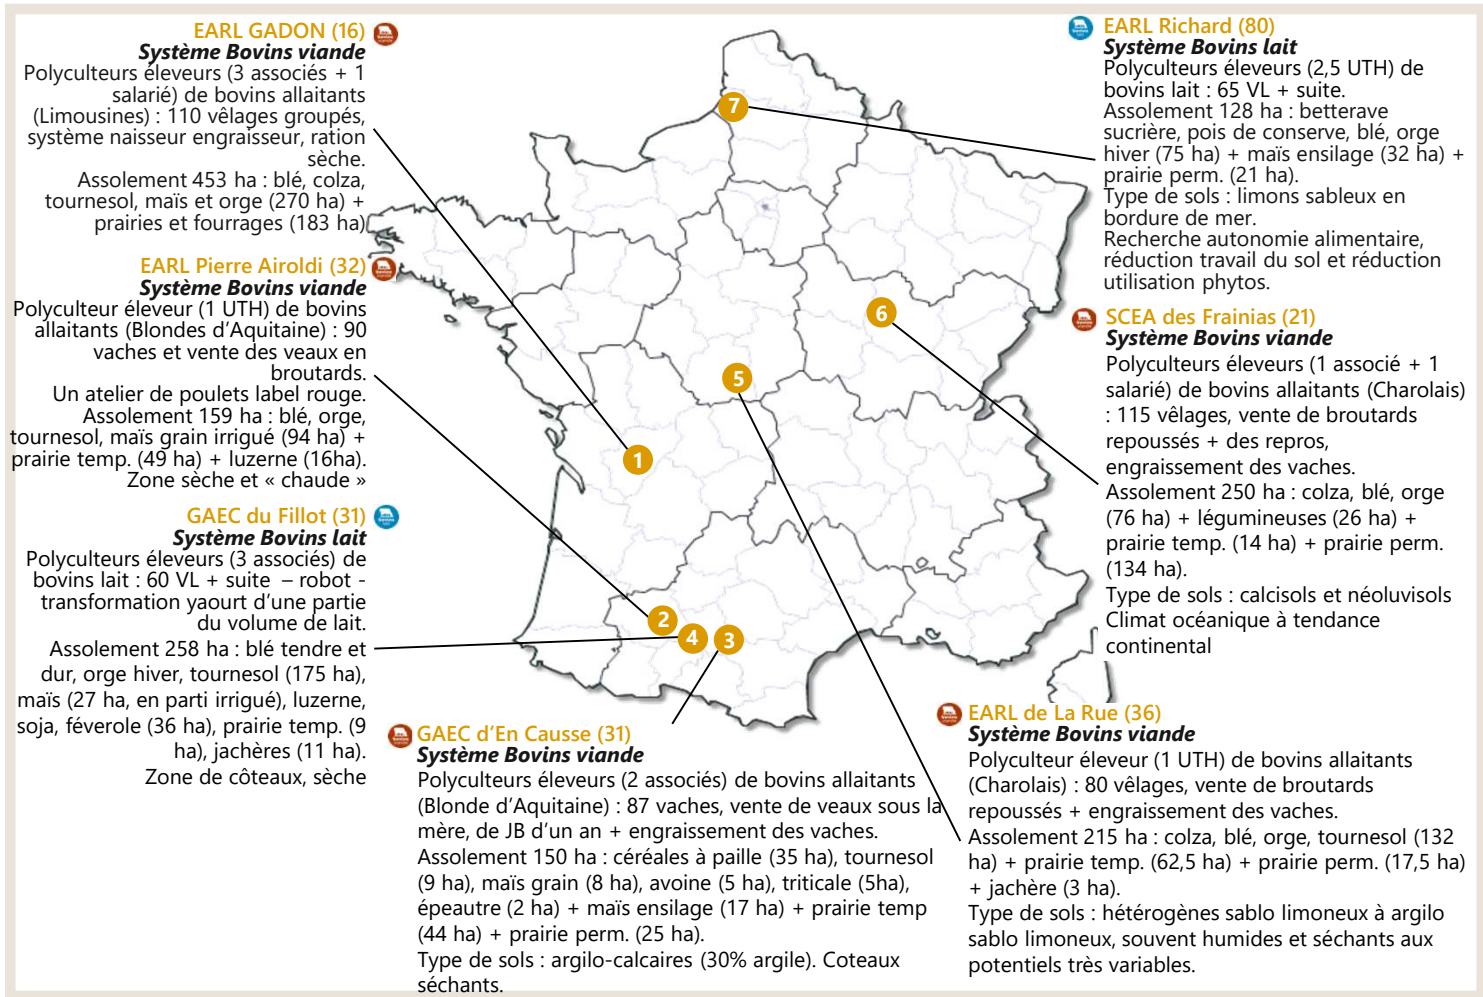 EARL GADON (16)
Système Bovins viande
Polyculteurs éleveurs (3 associés + 1
salarié) de bovins allaitants
(Limousines) : 110 vêlages groupés,
système naisseur engraisseur, ration
sèche.
Assolement 453 ha : blé, colza,
tournesol, maïs et orge (270 ha) +
prairies et fourrages (183 ha)
EARL Pierre Airoldi (32)
Système Bovins viande
Polyculteur éleveur (1 UTH) de bovins
allaitants (Blondes d'Aquitaine) : 90
vaches et vente des veaux en
broutards.
Un atelier de poulets label rouge.
Assolement 159 ha : blé, orge,
tournesol, maïs grain irrigué (94 ha) +
prairie temp. (49 ha) + luzerne (16ha).
Zone sèche et « chaude »
GAEC du Fillot (31)
Système Bovins lait
Polyculteurs éleveurs (3 associés) de
bovins lait : 60 VL + suite – robot -
transformation yaourt d'une partie
du volume de lait.
Assolement 258 ha : blé tendre et
dur, orge hiver, tournesol (175 ha),
maïs (27 ha, en parti irrigué), luzerne,
soja, féverole (36 ha), prairie temp. (9
ha), jachères (11 ha).
Zone de côteaux, sèche
7
6
5
1
2
4
3
GAEC d'En Causse (31)
Système Bovins viande
Polyculteurs éleveurs (2 associés) de bovins allaitants
(Blonde d'Aquitaine) : 87 vaches, vente de veaux sous la
mère, de JB d'un an + engraissement des vaches.
Assolement 150 ha : céréales à paille (35 ha), tournesol
(9 ha), maïs grain (8 ha), avoine (5 ha), triticale (5ha),
épeautre (2 ha) + maïs ensilage (17 ha) + prairie temp
(44 ha) + prairie perm. (25 ha).
Type de sols : argilo-calcaires (30% argile). Coteaux
séchants.
EARL Richard (80)
Système Bovins lait
Polyculteurs éleveurs (2,5 UTH) de
bovins lait : 65 VL + suite.
Assolement 128 ha : betterave
sucrière, pois de conserve, blé, orge
hiver (75 ha) + maïs ensilage (32 ha) +
prairie perm. (21 ha).
Type de sols : limons sableux en
bordure de mer.
Recherche autonomie alimentaire,
réduction travail du sol et réduction
utilisation phytos.
SCEA des Frainias (21)
Système Bovins viande
Polyculteurs éleveurs (1 associé + 1
salarié) de bovins allaitants (Charolais)
: 115 vêlages, vente de broutards
repoussés + des repros,
engraissement des vaches.
Assolement 250 ha : colza, blé, orge
(76 ha) + légumineuses (26 ha) +
prairie temp. (14 ha) + prairie perm.
(134 ha).
Type de sols : calcisols et néoluvisols
Climat océanique à tendance
continental
EARL de La Rue (36)
Système Bovins viande
Polyculteur éleveur (1 UTH) de bovins allaitants
(Charolais) : 80 vêlages, vente de broutards
repoussés + engraissement des vaches.
Assolement 215 ha : colza, blé, orge, tournesol (132
ha) + prairie temp. (62,5 ha) + prairie perm. (17,5 ha)
+ jachère (3 ha).
Type de sols : hétérogènes sablo limoneux à argilo
sablo limoneux, souvent humides et séchants aux
potentiels très variables.